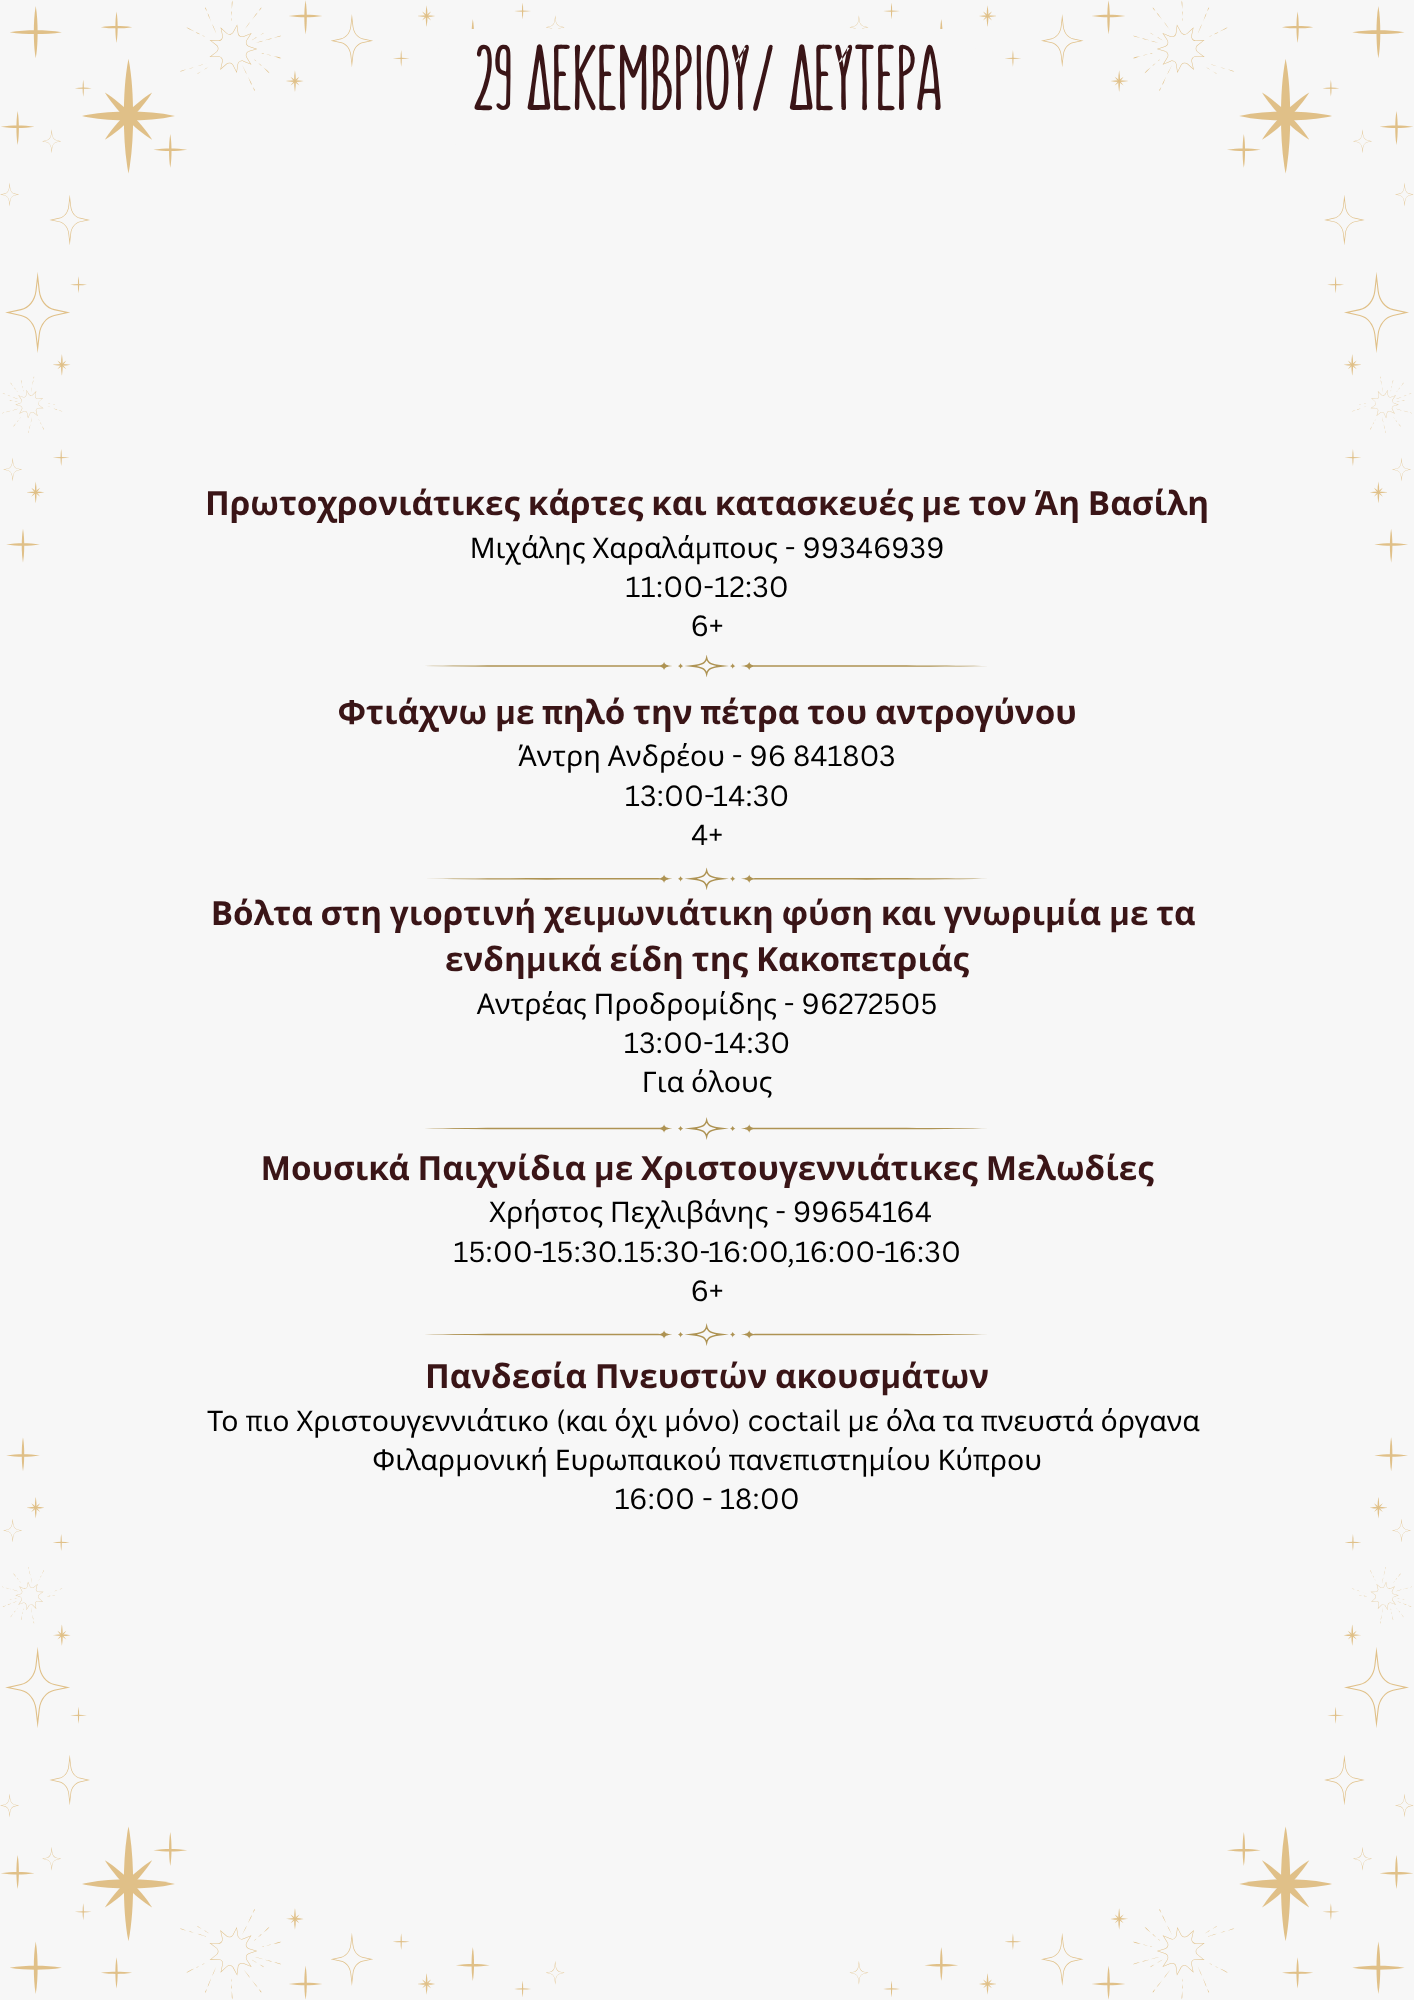 29 ΔΕΚΕΜΒΡΙΟΥ/ ΔΕΥΤΕΡΑ
Πρωτοχρονιάτικες κάρτες και κατασκευές με τον Άη Βασίλη
Μιχάλης Χαραλάμπους - 99346939
11:00-12:30
6+
Φτιάχνω με πηλό την πέτρα του αντρογύνου
Άντρη Ανδρέου - 96 841803
13:00-14:30
4+
Βόλτα στη γιορτινή χειμωνιάτικη φύση και γνωριμία με τα
ενδημικά είδη της Κακοπετριάς
Αντρέας Προδρομίδης - 96272505
13:00-14:30
Για όλους
Μουσικά Παιχνίδια με Χριστουγεννιάτικες Μελωδίες
Χρήστος Πεχλιβάνης - 99654164
15:00-15:30.15:30-16:00,16:00-16:30
6+
Πανδεσία Πνευστών ακουσμάτων
Το πιο Χριστουγεννιάτικο (και όχι μόνο) coctail με όλα τα πνευστά όργανα
Φιλαρμονική Ευρωπαικού πανεπιστημίου Κύπρου
16:00 - 18:00